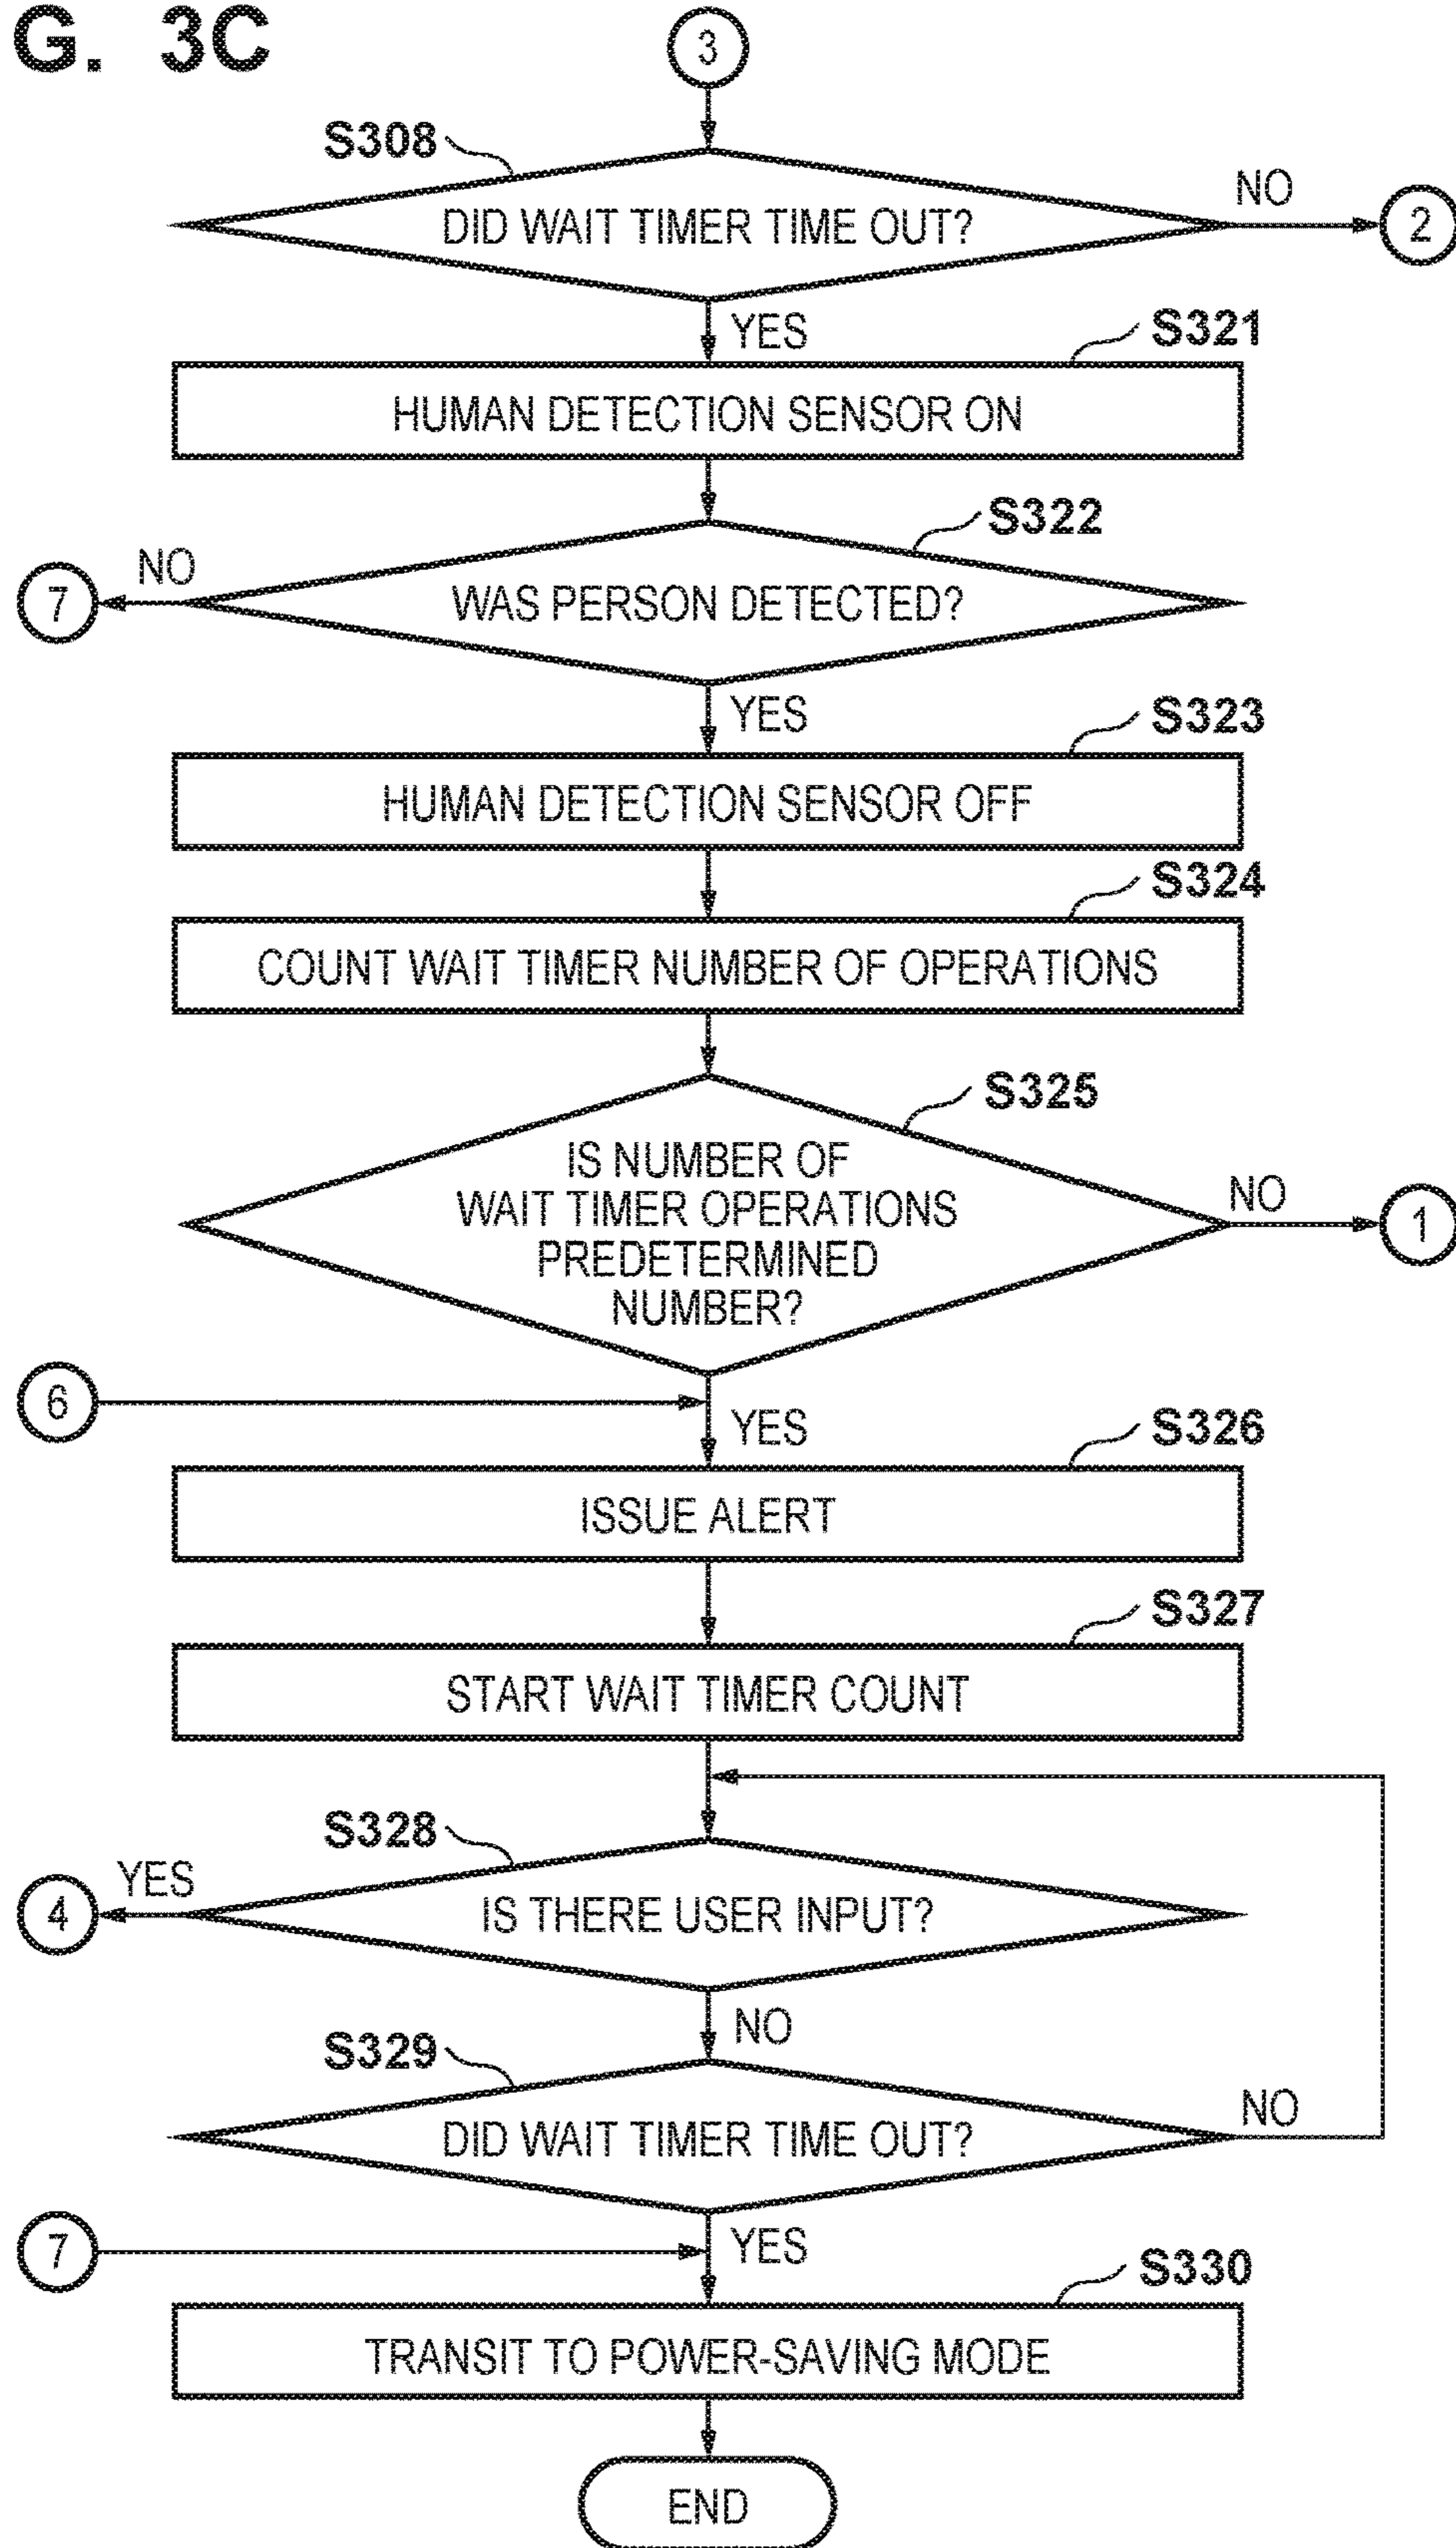 G. 3C
3
S308
DID WAIT TIMER TIME OUT?
NO
2
YES
S321
HUMAN DETECTION SENSOR ON
S322
NO
7
WAS PERSON DETECTED?
YES
S323
HUMAN DETECTION SENSOR OFF
S324
COUNT WAIT TIMER NUMBER OF OPERATIONS
S325
IS NUMBER OF
WAIT TIMER OPERATIONS
PREDETERMINED
NUMBER?
NO
1
6
YES
S326
ISSUE ALERT
S327
START WAIT TIMER COUNT
S328
YES
4
IS THERE USER INPUT?
NO
S329
DID WAIT TIMER TIME OUT?
NO
7
YES
S330
TRANSIT TO POWER-SAVING MODE
END